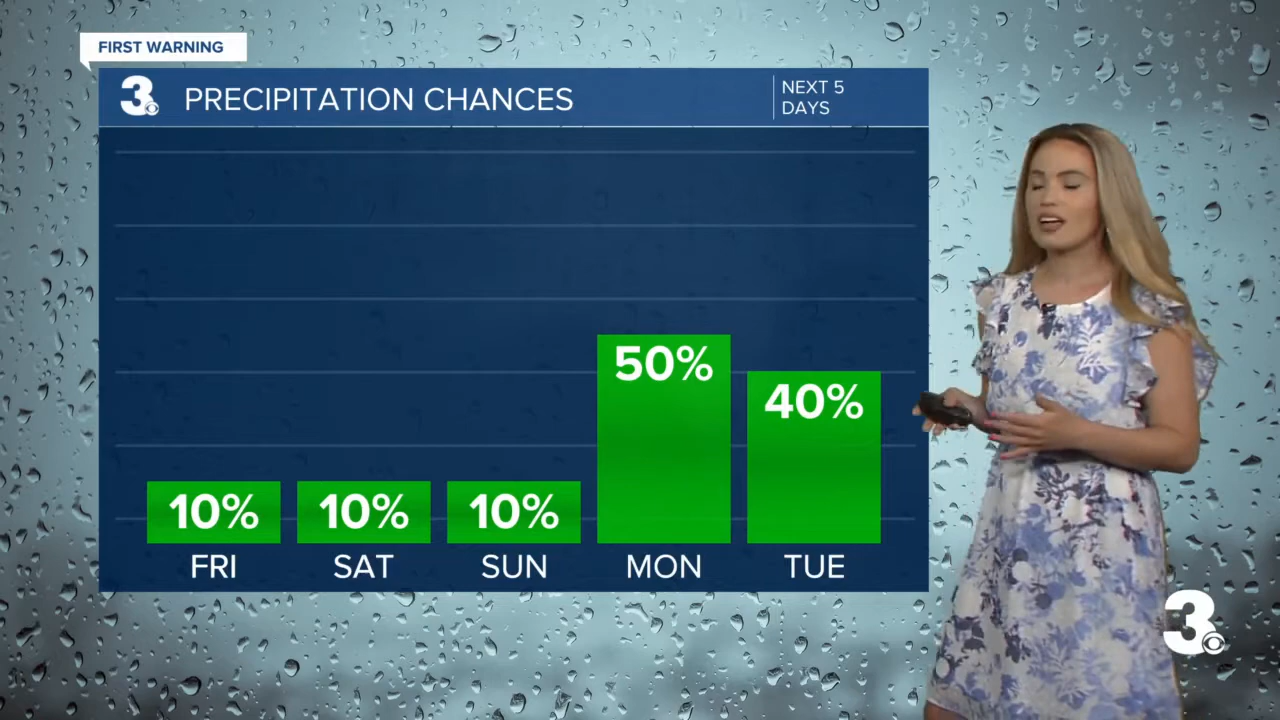 FIRST WARNING
3 PRECIPITATION CHANCES
NEXT 5
DAYS
50%
40%
10% 10% 10%
FRI SAT SUN MON TUE
3